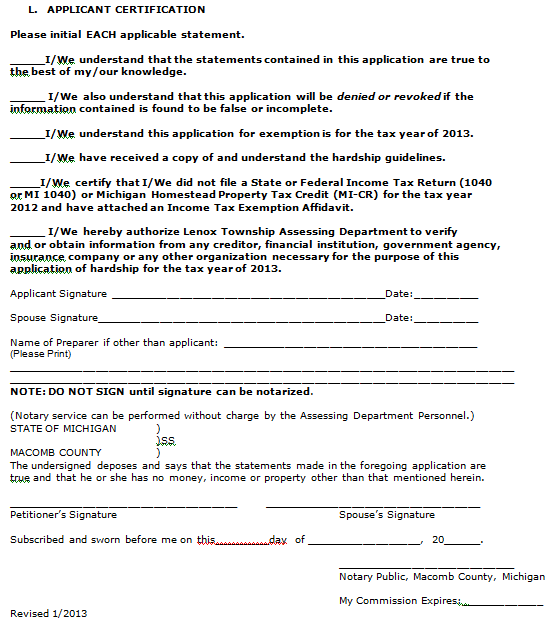 L. APPLICANT CERTIFICATION
Please initial EACH applicable statement.
______I/We understand that the statements contained in this application are true to
the best of my/our knowledge.
______ I/We also understand that this application will be denied or revoked if the
information contained is found to be false or incomplete.
______I/We understand this application for exemption is for the tax year of 2013.
______I/We have received a copy of and understand the hardship guidelines.
_____I/We certify that I/We did not file a State or Federal Income Tax Return (1040
or MI 1040) or Michigan Homestead Property Tax Credit (MI-CR) for the tax year
2012 and have attached an Income Tax Exemption Affidavit.
______ I/We hereby authorize Lenox Township Assessing Department to verify
and or obtain information from any creditor, financial institution, government agency,
insurance company or any other organization necessary for the purpose of this
application of hardship for the tax year of 2013.
Applicant Signature ______________________________Date:___________
Spouse Signature______________________________Date:___________
Name of Preparer if other than applicant: ______________________________
(Please Print)
NOTE: DO NOT SIGN until signature can be notarized.
(Notary service can be performed without charge by the Assessing Department Personnel.)
STATE OF MICHIGAN )
)SS
MACOMB COUNTY )
The undersigned deposes and says that the statements made in the foregoing application are
true and that he or she has no money, income or property other than that mentioned herein.
Petitioner's Signature Spouse's Signature
Subscribed and sworn before me on this__________day of __________________, 20______.
Notary Public, Macomb County, Michigan
My Commission Expires:______________
Revised 1/2013